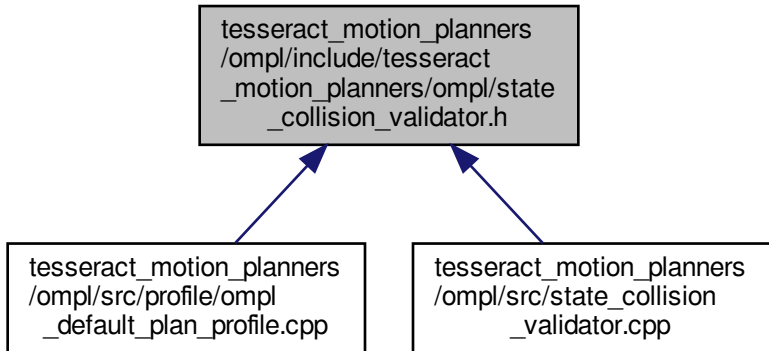 tesseract_motion_planners
/ompl/include/tesseract
_motion_planners/ompl/state
_collision_validator.h
tesseract_motion_planners
/ompl/src/profile/ompl
_default_plan_profile.cpp
tesseract_motion_planners
/ompl/src/state_collision
_validator.cpp